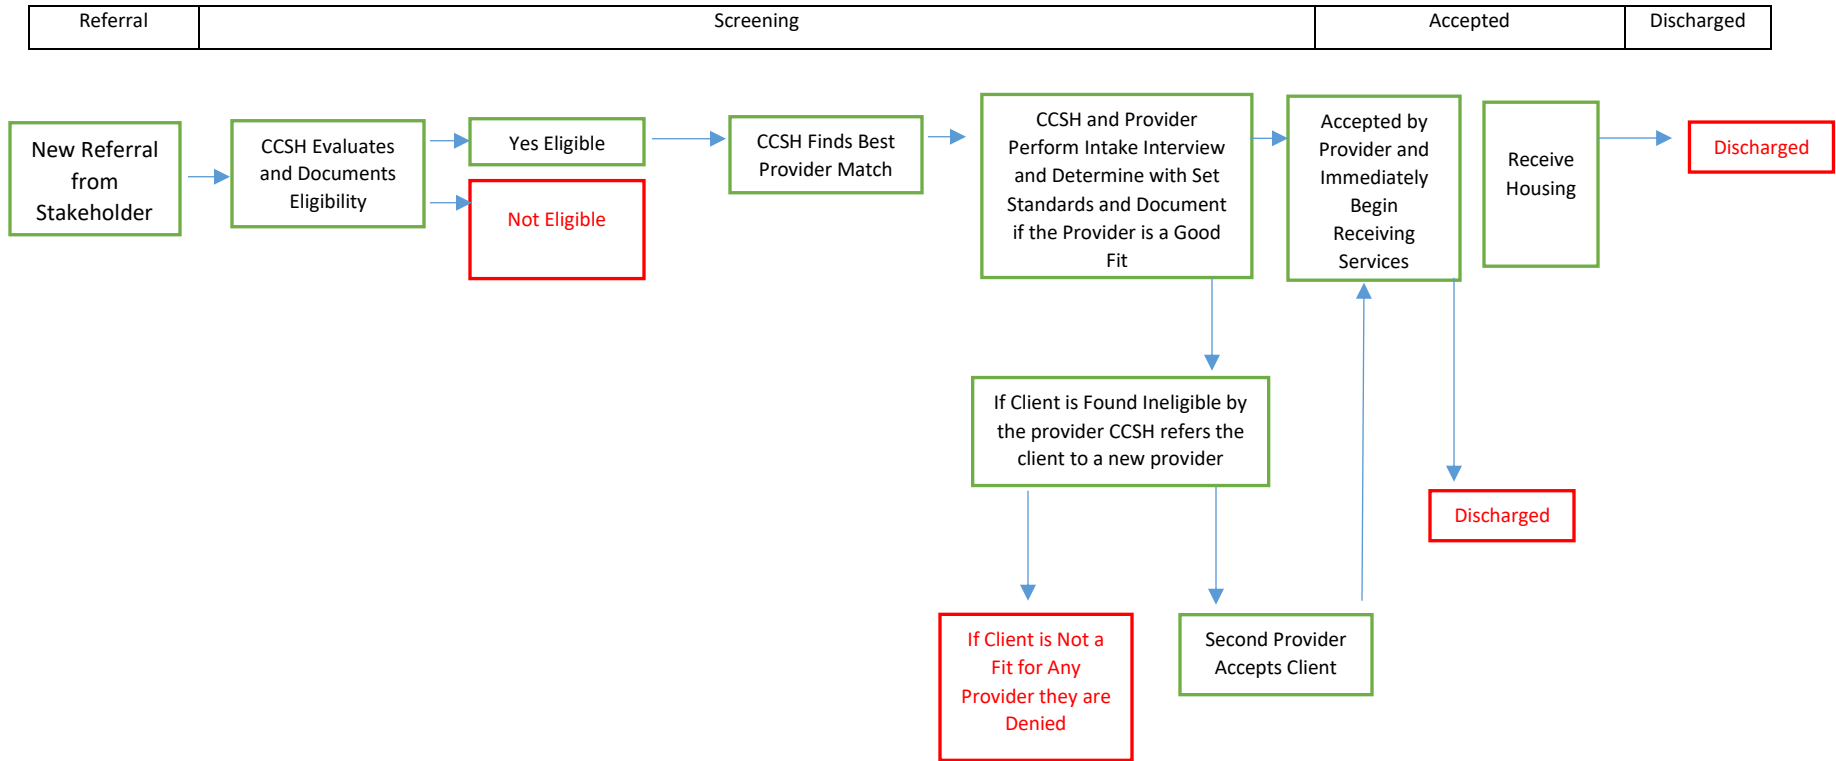 Referral
Screening
Accepted
Discharged
New Referral
from
Stakeholder
CCSH Evaluates
and Documents
Eligibility
Yes Eligible
Not Eligible
CCSH Finds Best
Provider Match
CCSH and Provider
Perform Intake Interview
and Determine with Set
Standards and Document
if the Provider is a Good
Fit
Accepted by
Provider and
Immediately
Begin
Receiving
Services
Receive
Housing
Discharged
If Client is Found Ineligible by
the provider CCSH refers the
client to a new provider
Discharged
If Client is Not a
Fit for Any
Provider they are
Denied
Second Provider
Accepts Client